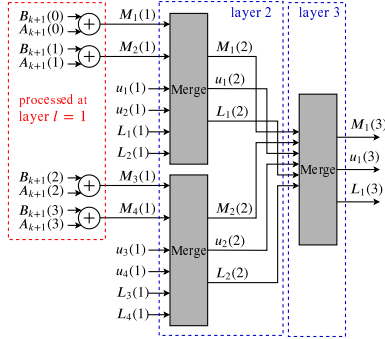 layer 2
layer 3
B_{k+1}(0)
A_{k+1}(0)
+
M_1(1)
B_{k+1}(1)
A_{k+1}(1)
+
M_2(1)
u_1(1)
u_2(1)
L_1(1)
L_2(1)
Merge
M_1(2)
u_1(2)
L_1(2)
processed at
layer l = 1
B_{k+1}(2)
A_{k+1}(2)
+
M_3(1)
B_{k+1}(3)
A_{k+1}(3)
+
M_4(1)
u_3(1)
u_4(1)
L_3(1)
L_4(1)
Merge
M_2(2)
u_2(2)
L_2(2)
Merge
M_1(3)
u_1(3)
L_1(3)